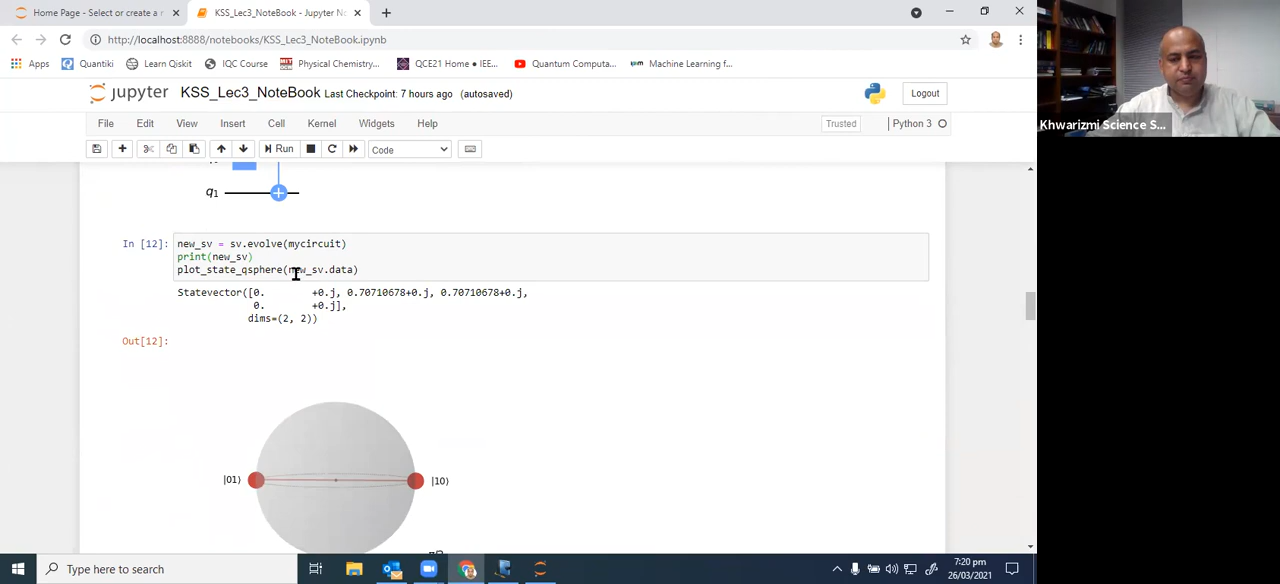 Home Page - Select or create a n
KSS_Lec3_NoteBook - Jupyter No
http://localhost:8888/notebooks/KSS_Lec3_NoteBook.ipynb
Apps Quantiki Learn Qiskit IQC Course Physical Chemistry... QCE21 Home ● IEE... Quantum Computa... Machine Learning f...
jupyter KSS_Lec3_NoteBook Last Checkpoint: 7 hours ago (autosaved) Logout
File Edit View Insert Cell Kernel Widgets Help Trusted Python 3
Run Code
q1
In [12]: new_sv = sv.evolve(mycircuit)
print(new_sv)
plot_state_qsphere(new_sv.data)
Statevector([0. +0.j, 0.70710678+0.j, 0.70710678+0.j,
0. +0.j],
dims=(2, 2))
Out[12]:
|01⟩ |10⟩
Khwarizmi Science S...
Type here to search
7:20 pm
26/03/2021